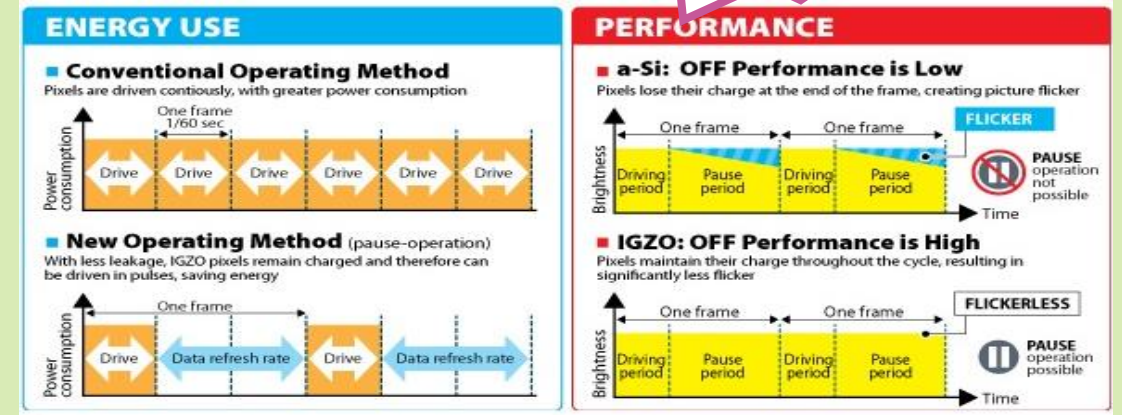 ENERGY USE
Conventional Operating Method
Pixels are driven contiously, with greater power consumption
One frame
1/60 sec
Power
consumption
Drive Drive Drive Drive Drive Drive
New Operating Method (pause-operation)
With less leakage, IGZO pixels remain charged and therefore can
be driven in pulses, saving energy
One frame
Power
consumption
Drive Data refresh rate Drive Data refresh rate
PERFORMANCE
a-Si: OFF Performance is Low
Pixels lose their charge at the end of the frame, creating picture flicker
One frame One frame
FLICKER
Brightness
Driving
period
Pause
period
Driving
period
Pause
period
PAUSE
operation
not
possible
Time
IGZO: OFF Performance is High
Pixels maintain their charge throughout the cycle, resulting in
significantly less flicker
One frame One frame
FLICKERLESS
Brightness
Driving
period
Pause
period
Driving
period
Pause
period
PAUSE
operation
possible
Time